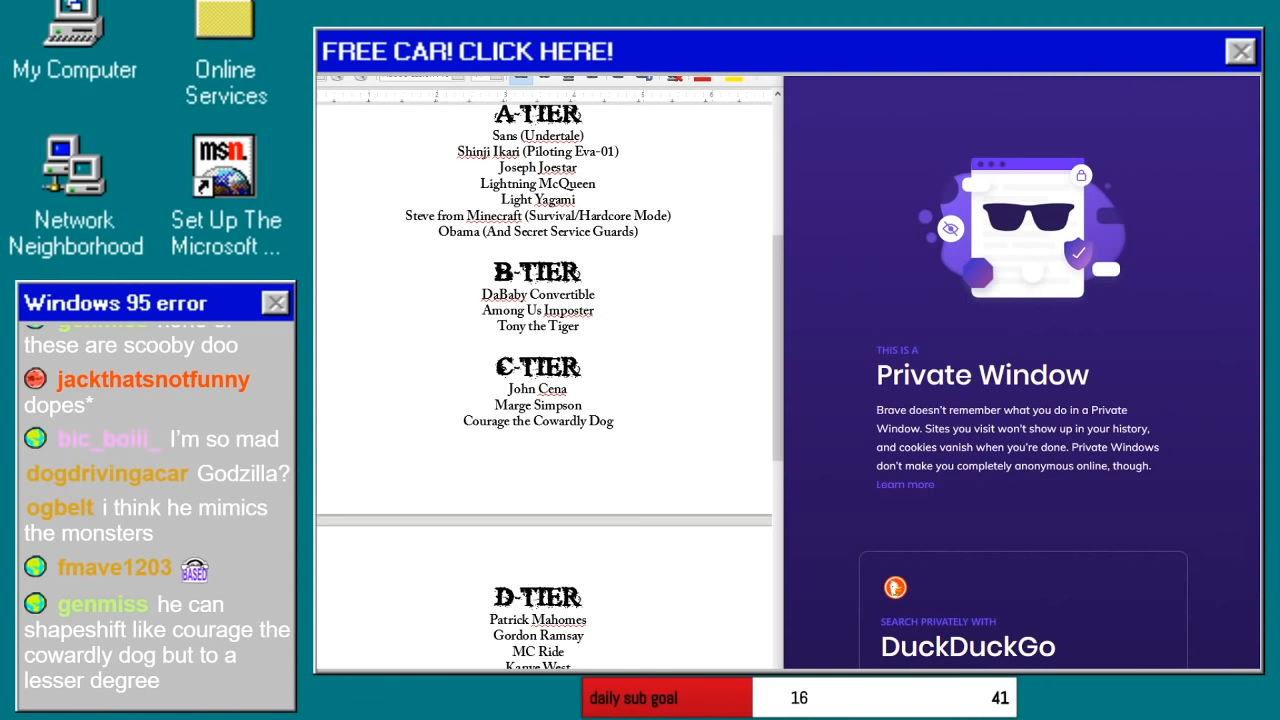 My Computer
Online
Services
Network
Neighborhood
msn.
Set Up The
Microsoft ...
FREE CAR! CLICK HERE!
A-TIER
Sans (Undertale)
Shinji Ikari (Piloting Eva-01)
Joseph Joestar
Lightning McQueen
Light Yagami
Steve from Minecraft (Survival/Hardcore Mode)
Obama (And Secret Service Guards)
B-TIER
DaBaby Convertible
Among Us Imposter
Tony the Tiger
C-TIER
John Cena
Marge Simpson
Courage the Cowardly Dog
D-TIER
Patrick Mahomes
Gordon Ramsay
MC Ride
Kanye West
THIS IS A
Private Window
Brave doesn't remember what you do in a Private
Window. Sites you visit won't show up in your history,
and cookies vanish when you're done. Private Windows
don't make you completely anonymous online, though.
Learn more
SEARCH PRIVATELY WITH
DuckDuckGo
Windows 95 error
genmiss none of
these are scooby doo
jackthatsnotfunny
dopes*
bic_boiii_ I'm so mad
dogdrivingacar Godzilla?
ogbelt i think he mimics
the monsters
fmave1203 BASED
genmiss he can
shapeshift like courage the
cowardly dog but to a
lesser degree
daily sub goal 16 41